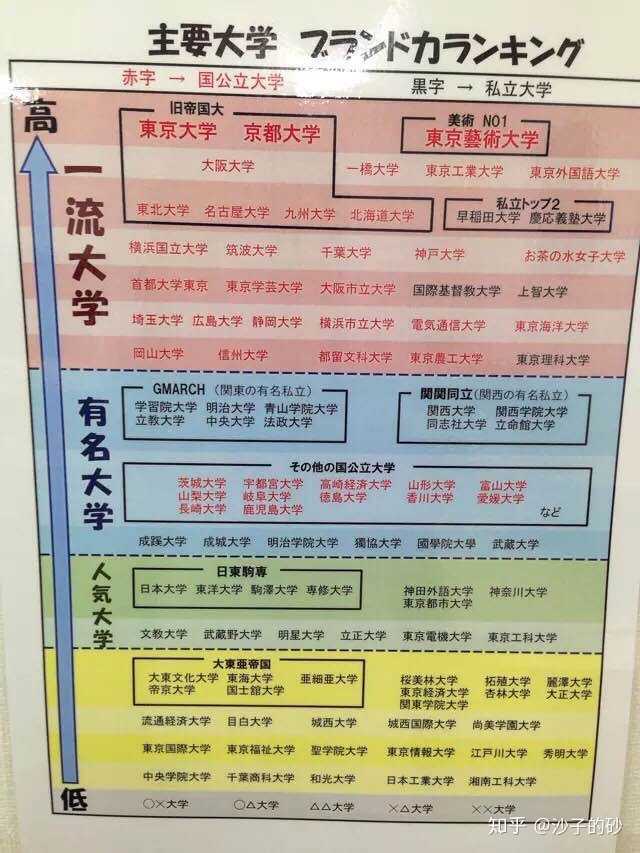 主要大学 ブランド力ランキング
赤字 → 国公立大学 黒字 → 私立大学
高
一流大学
旧帝国大
東京大学 京都大学
美術 NO1
東京藝術大学
大阪大学 一橋大学 東京工業大学 東京外国語大学
東北大学 名古屋大学 九州大学 北海道大学
私立トップ2
早稲田大学 慶応義塾大学
横浜国立大学 筑波大学 千葉大学 神戸大学 お茶の水女子大学
首都大学東京 東京学芸大学 大阪市立大学 国際基督教大学 上智大学
埼玉大学 広島大学 静岡大学 横浜市立大学 電気通信大学 東京海洋大学
岡山大学 信州大学 都留文科大学 東京農工大学 東京理科大学
有名大学
GMARCH (関東の有名私立)
学習院大学 明治大学 青山学院大学
立教大学 中央大学 法政大学
関関同立(関西の有名私立)
関西大学 関西学院大学
同志社大学 立命館大学
その他の国公立大学
茨城大学 宇都宮大学 高崎経済大学 山形大学 富山大学
山梨大学 岐阜大学 徳島大学 香川大学 愛媛大学
長崎大学 鹿児島大学 など
成蹊大学 成城大学 明治学院大学 獨協大学 國學院大學 武蔵大学
人気大学
日東駒専
日本大学 東洋大学 駒澤大学 専修大学
神田外語大学 神奈川大学
東京都市大学
文教大学 武蔵野大学 明星大学 立正大学 東京電機大学 東京工科大学
大東亜帝国
大東文化大学 東海大学 亜細亜大学
帝京大学 国士舘大学
桜美林大学 拓殖大学 麗澤大学
東京経済大学 杏林大学 大正大学
関東学院大学
流通経済大学 目白大学 城西大学 城西国際大学 尚美学園大学
東京国際大学 東京福祉大学 聖学院大学 東京情報大学 江戸川大学 秀明大学
中央学院大学 千葉商科大学 和光大学 日本工業大学 湘南工科大学
低
○×大学 ○△大学 △△大学 ×△大学 ××大学
知乎 @沙子的砂